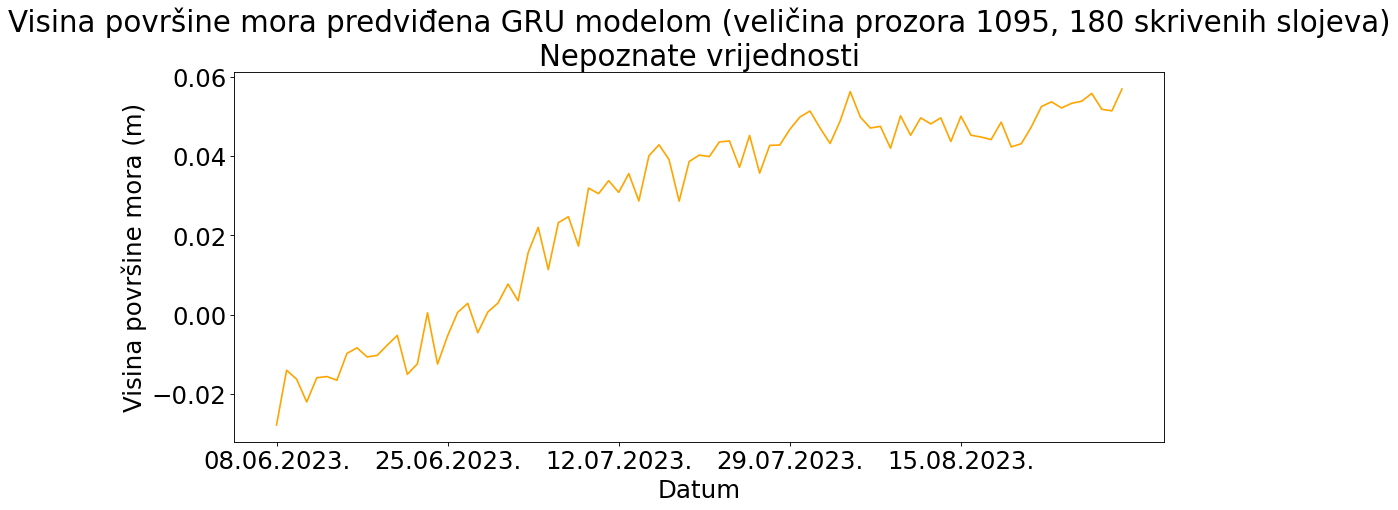 Visina površine mora predviđena GRU modelom (veličina prozora 1095, 180 skrivenih slojeva)
Nepoznate vrijednosti
Visina površine mora (m)
0.06
0.04
0.02
0.00
−0.02
08.06.2023. 25.06.2023. 12.07.2023. 29.07.2023. 15.08.2023.
Datum